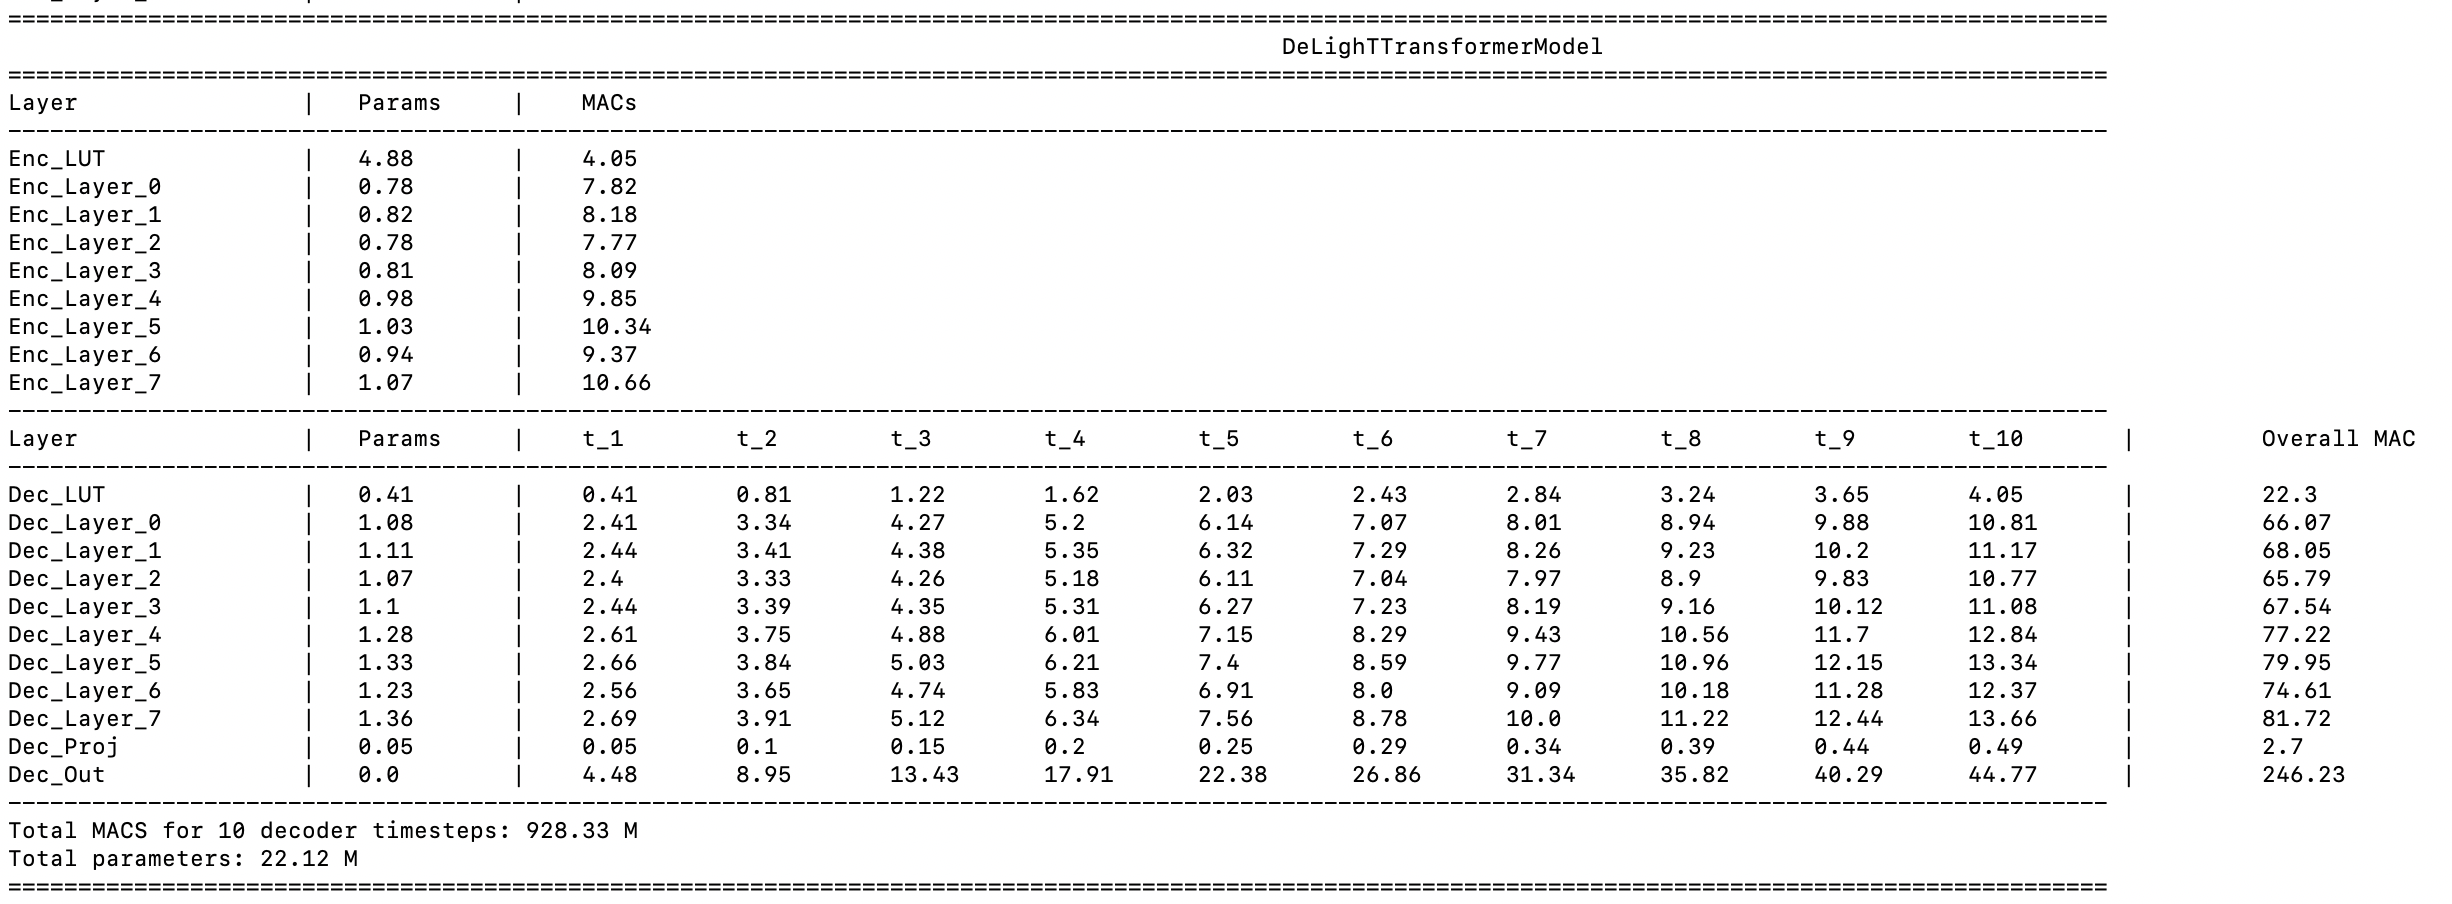 ====================================================================================================
DeLighTTransformerModel
====================================================================================================
Layer | Params | MACs
----------------------------------------------------------------------------------------------------
Enc_LUT | 4.88 | 4.05
Enc_Layer_0 | 0.78 | 7.82
Enc_Layer_1 | 0.82 | 8.18
Enc_Layer_2 | 0.78 | 7.77
Enc_Layer_3 | 0.81 | 8.09
Enc_Layer_4 | 0.98 | 9.85
Enc_Layer_5 | 1.03 | 10.34
Enc_Layer_6 | 0.94 | 9.37
Enc_Layer_7 | 1.07 | 10.66
----------------------------------------------------------------------------------------------------
Layer | Params | t_1 t_2 t_3 t_4 t_5 t_6 t_7 t_8 t_9 t_10 | Overall MAC
----------------------------------------------------------------------------------------------------
Dec_LUT | 0.41 | 0.41 0.81 1.22 1.62 2.03 2.43 2.84 3.24 3.65 4.05 | 22.3
Dec_Layer_0 | 1.08 | 2.41 3.34 4.27 5.2 6.14 7.07 8.01 8.94 9.88 10.81 | 66.07
Dec_Layer_1 | 1.11 | 2.44 3.41 4.38 5.35 6.32 7.29 8.26 9.23 10.2 11.17 | 68.05
Dec_Layer_2 | 1.07 | 2.4 3.33 4.26 5.18 6.11 7.04 7.97 8.9 9.83 10.77 | 65.79
Dec_Layer_3 | 1.1 | 2.44 3.39 4.35 5.31 6.27 7.23 8.19 9.16 10.12 11.08 | 67.54
Dec_Layer_4 | 1.28 | 2.61 3.75 4.88 6.01 7.15 8.29 9.43 10.56 11.7 12.84 | 77.22
Dec_Layer_5 | 1.33 | 2.66 3.84 5.03 6.21 7.4 8.59 9.77 10.96 12.15 13.34 | 79.95
Dec_Layer_6 | 1.23 | 2.56 3.65 4.74 5.83 6.91 8.0 9.09 10.18 11.28 12.37 | 74.61
Dec_Layer_7 | 1.36 | 2.69 3.91 5.12 6.34 7.56 8.78 10.0 11.22 12.44 13.66 | 81.72
Dec_Proj | 0.05 | 0.05 0.1 0.15 0.2 0.25 0.29 0.34 0.39 0.44 0.49 | 2.7
Dec_Out | 0.0 | 4.48 8.95 13.43 17.91 22.38 26.86 31.34 35.82 40.29 44.77 | 246.23
----------------------------------------------------------------------------------------------------
Total MACS for 10 decoder timesteps: 928.33 M
Total parameters: 22.12 M
====================================================================================================